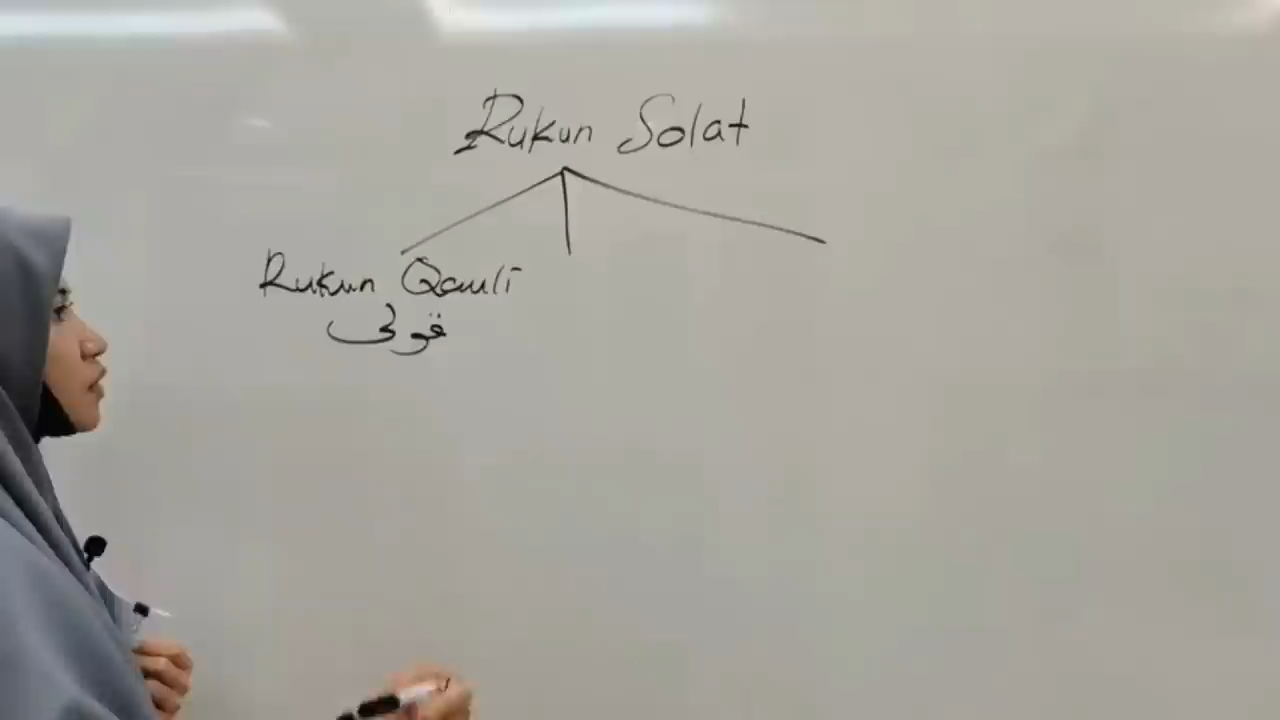 Rukun Solat
Rukun Qauli
قولى